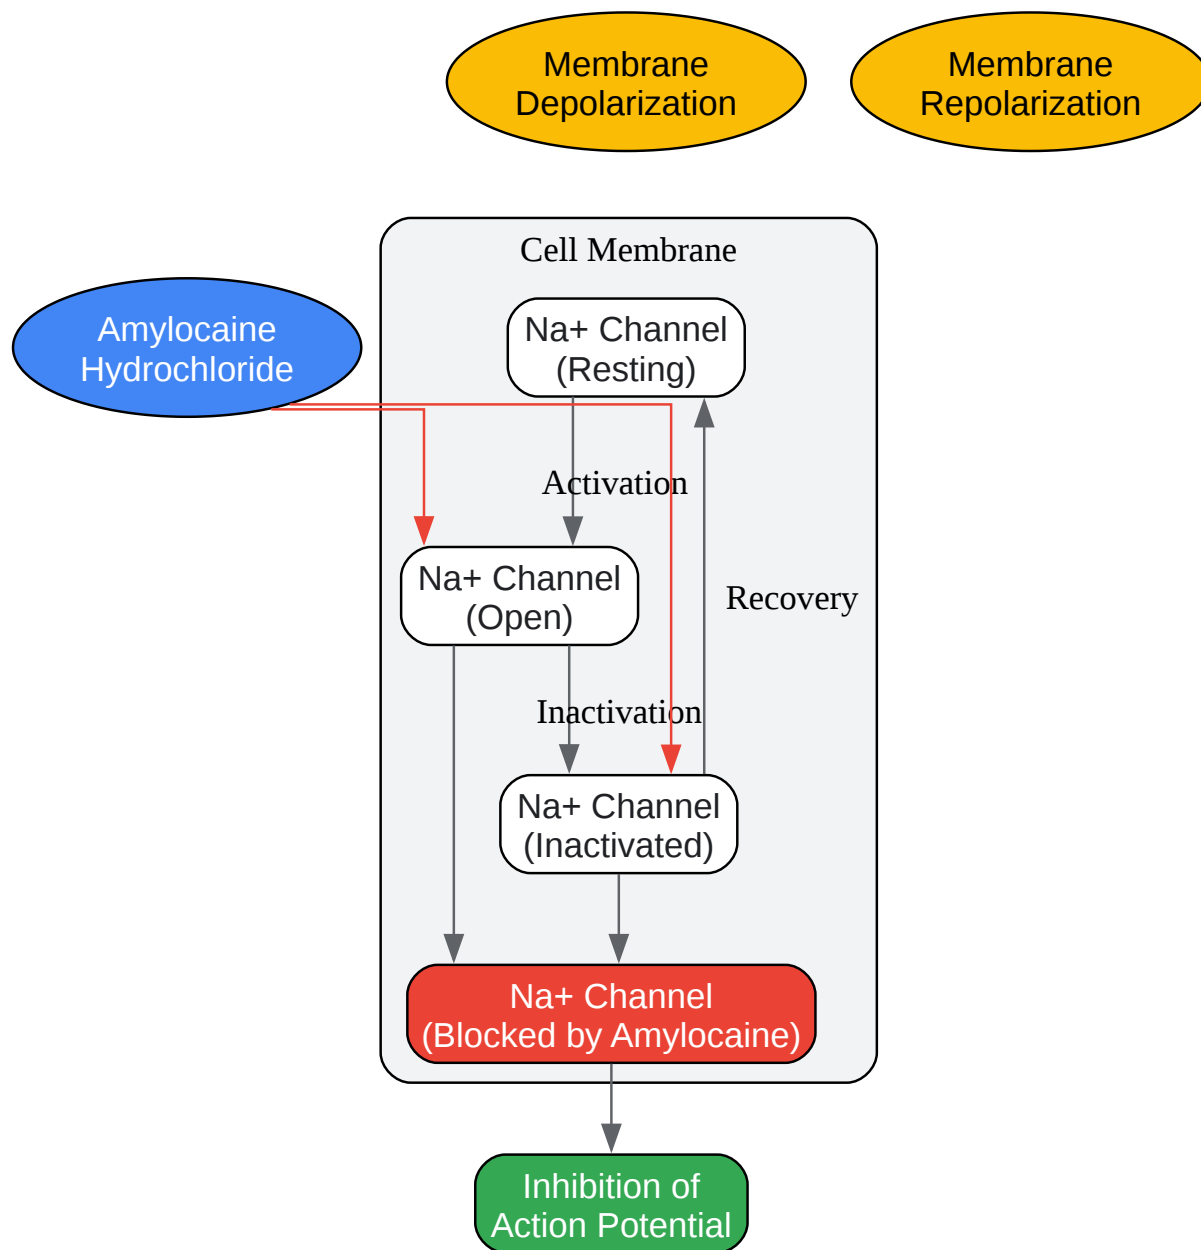 Membrane
Depolarization
Membrane
Repolarization
Cell Membrane
Amylocaine
Hydrochloride
Na+ Channel
(Resting)
Activation
Na+ Channel
(Open)
Recovery
Inactivation
Na+ Channel
(Inactivated)
Na+ Channel
(Blocked by Amylocaine)
Inhibition of
Action Potential